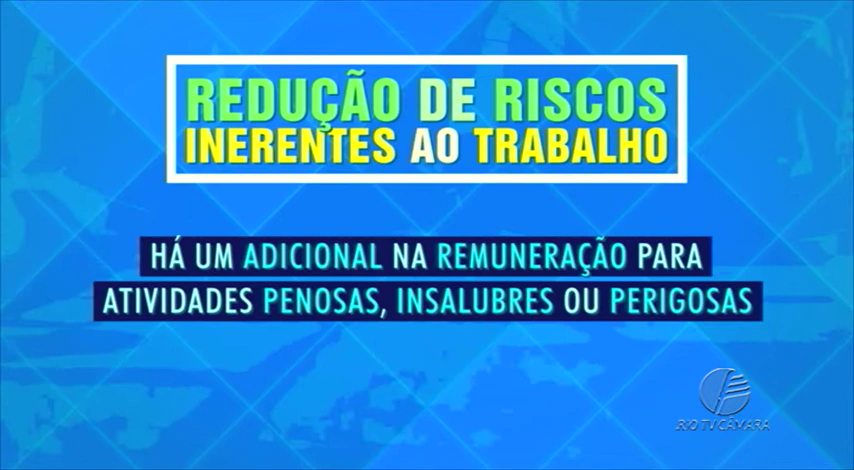 REDUÇÃO DE RISCOS
INERENTES AO TRABALHO
HÁ UM ADICIONAL NA REMUNERAÇÃO PARA
ATIVIDADES PENOSAS, INSALUBRES OU PERIGOSAS
RIO TV CÂMARA